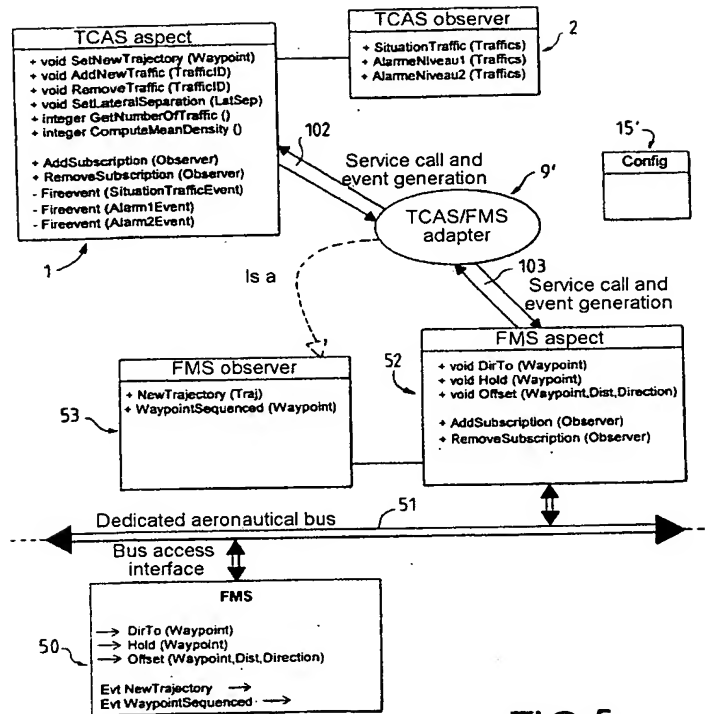 TCAS aspect
+ void SetNewTrajectory (Waypoint)
+ void AddNewTraffic (TrafficID)
+ void RemoveTraffic (TrafficID)
+ void SetLateralSeparation (LatSep)
+ integer GetNumberOfTraffic ()
+ integer ComputeMeanDensity ()
+ AddSubscription (Observer)
+ RemoveSubscription (Observer)
- Fireevent (SituationTrafficEvent)
- Fireevent (Alarm1Event)
- Fireevent (Alarm2Event)
1
TCAS observer
+ SituationTraffic (Traffics)
+ AlarmeNiveau1 (Traffics)
+ AlarmeNiveau2 (Traffics)
2
102
Service call and
event generation
9'
TCAS/FMS
adapter
15'
Config
Is a
103
Service call and
event generation
FMS observer
+ NewTrajectory (Traj)
+ WaypointSequenced (Waypoint)
53
52
FMS aspect
+ void DirTo (Waypoint)
+ void Hold (Waypoint)
+ void Offset (Waypoint,Dist,Direction)
+ AddSubscription (Observer)
+ RemoveSubscription (Observer)
Dedicated aeronautical bus
51
Bus access
interface
FMS
50
→ DirTo (Waypoint)
→ Hold (Waypoint)
→ Offset (Waypoint,Dist,Direction)
Evt NewTrajectory →
Evt WaypointSequenced →